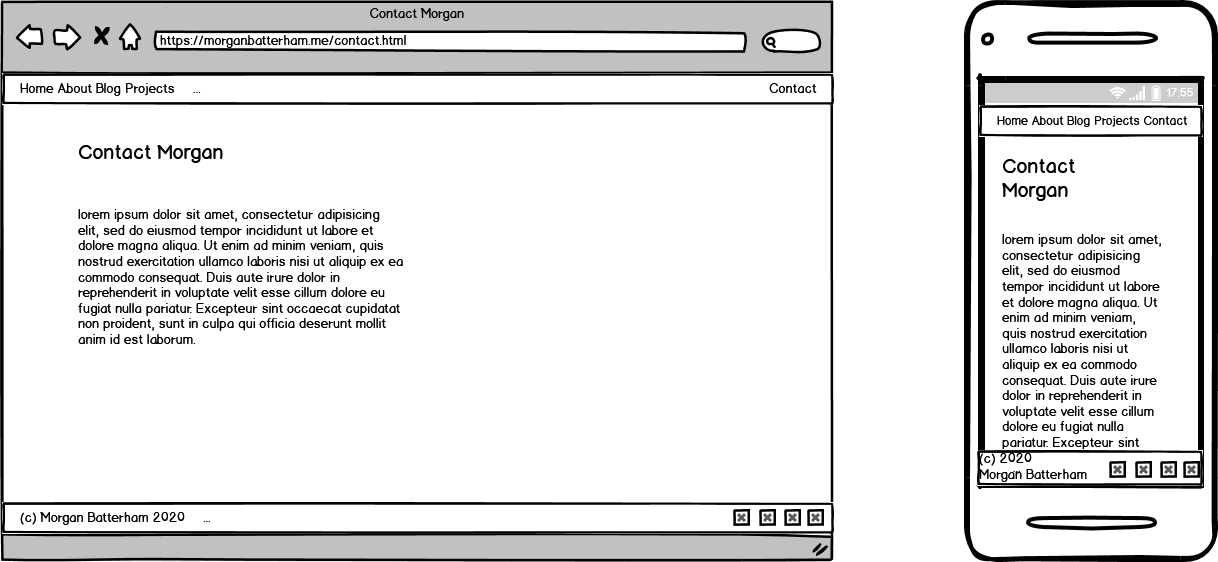 Contact Morgan
https://morganbatterham.me/contact.html
Home About Blog Projects ... Contact
Contact Morgan
lorem ipsum dolor sit amet, consectetur adipisicing
elit, sed do eiusmod tempor incididunt ut labore et
dolore magna aliqua. Ut enim ad minim veniam, quis
nostrud exercitation ullamco laboris nisi ut aliquip ex ea
commodo consequat. Duis aute irure dolor in
reprehenderit in voluptate velit esse cillum dolore eu
fugiat nulla pariatur. Excepteur sint occaecat cupidatat
non proident, sunt in culpa qui officia deserunt mollit
anim id est laborum.
(c) Morgan Batterham 2020 ...
17:55
Home About Blog Projects Contact
Contact
Morgan
lorem ipsum dolor sit amet,
consectetur adipisicing
elit, sed do eiusmod
tempor incididunt ut labore
et dolore magna aliqua. Ut
enim ad minim veniam,
quis nostrud exercitation
ullamco laboris nisi ut
aliquip ex ea commodo
consequat. Duis aute irure
dolor in reprehenderit in
voluptate velit esse cillum
dolore eu fugiat nulla
pariatur. Excepteur sint
(c) 2020
Morgan Batterham